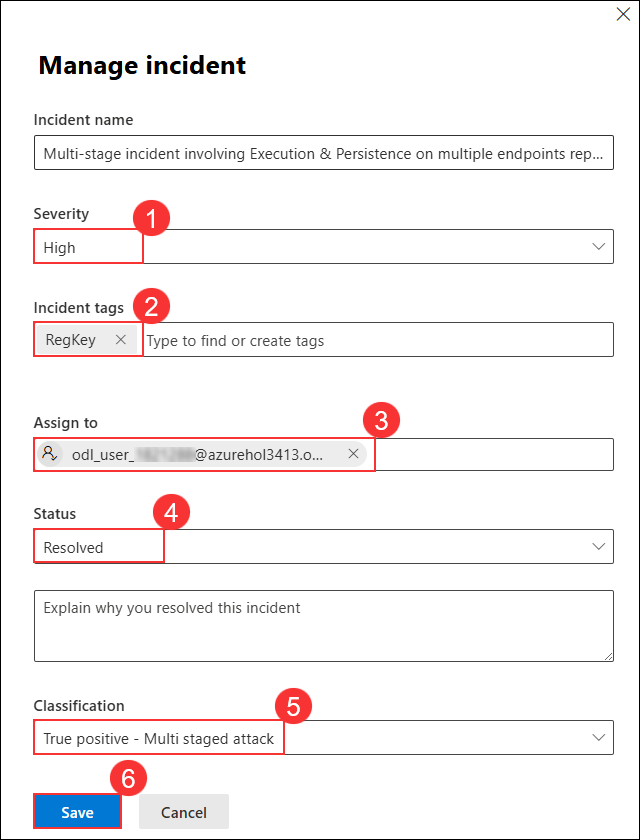 Manage incident
Incident name
Multi-stage incident involving Execution & Persistence on multiple endpoints rep...
Severity
1
High
Incident tags
2
RegKey
Type to find or create tags
Assign to
3
odl_user_ @azurehol3413.o...
Status
4
Resolved
Explain why you resolved this incident
Classification
5
True positive - Multi staged attack
6
Save Cancel